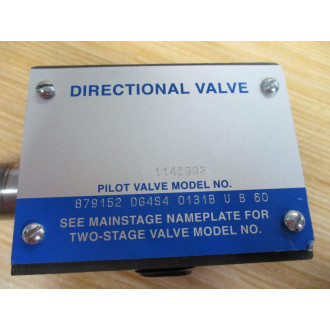 DIRECTIONAL VALVE
1145992
PILOT VALVE MODEL NO.
879152 DG4S4 0131B U B 60
SEE MAINSTAGE NAMEPLATE FOR
TWO-STAGE VALVE MODEL NO.